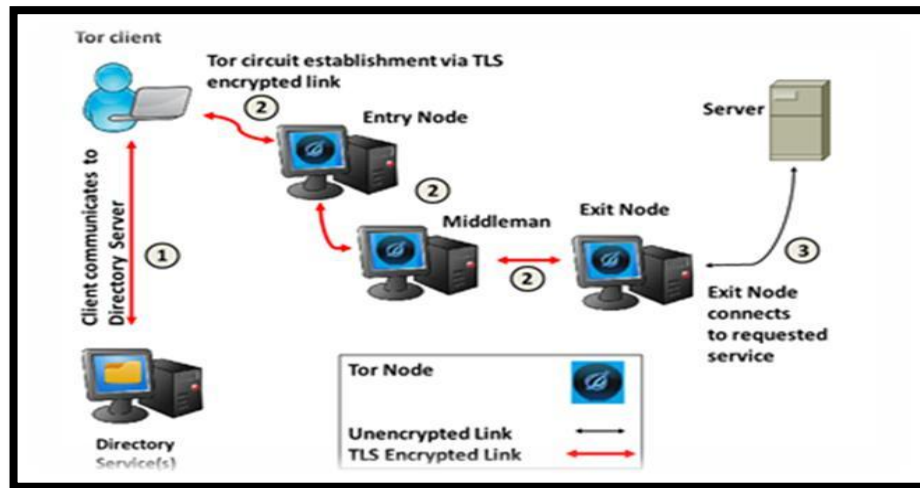 Tor client
Tor circuit establishment via TLS
encrypted link
2
Entry Node
Server
Client communicates to
Directory Server
1
2
Middleman
Exit Node
2
3
Exit Node
connects
to requested
service
Directory
Service(s)
Tor Node
Unencrypted Link
TLS Encrypted Link